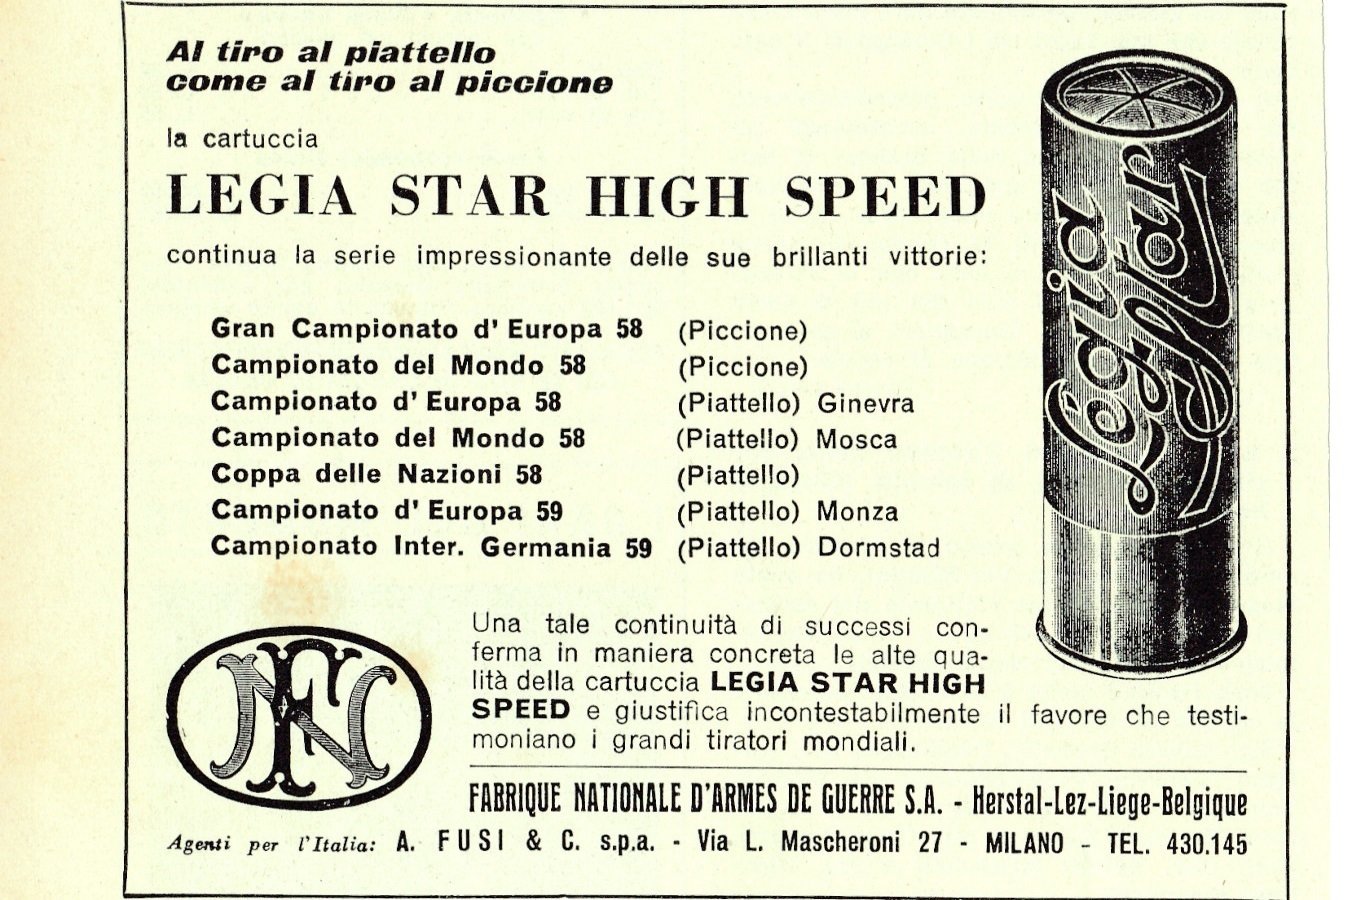 Al tiro al piattello
come al tiro al piccione
la cartuccia
LEGIA STAR HIGH SPEED
continua la serie impressionante delle sue brillanti vittorie:
Gran Campionato d' Europa 58 (Piccione)
Campionato del Mondo 58 (Piccione)
Campionato d' Europa 58 (Piattello) Ginevra
Campionato del Mondo 58 (Piattello) Mosca
Coppa delle Nazioni 58 (Piattello)
Campionato d' Europa 59 (Piattello) Monza
Campionato Inter. Germania 59 (Piattello) Dormstad
Légia Star
Una tale continuità di successi con-
ferma in maniera concreta le alte qua-
lità della cartuccia LEGIA STAR HIGH
SPEED e giustifica incontestabilmente il favore che testi-
moniano i grandi tiratori mondiali.
FN
FABRIQUE NATIONALE D'ARMES DE GUERRE S.A. - Herstal-Lez-Liege-Belgique
Agenti per l'Italia: A. FUSI & C. s.p.a. - Via L. Mascheroni 27 - MILANO - TEL. 430.145